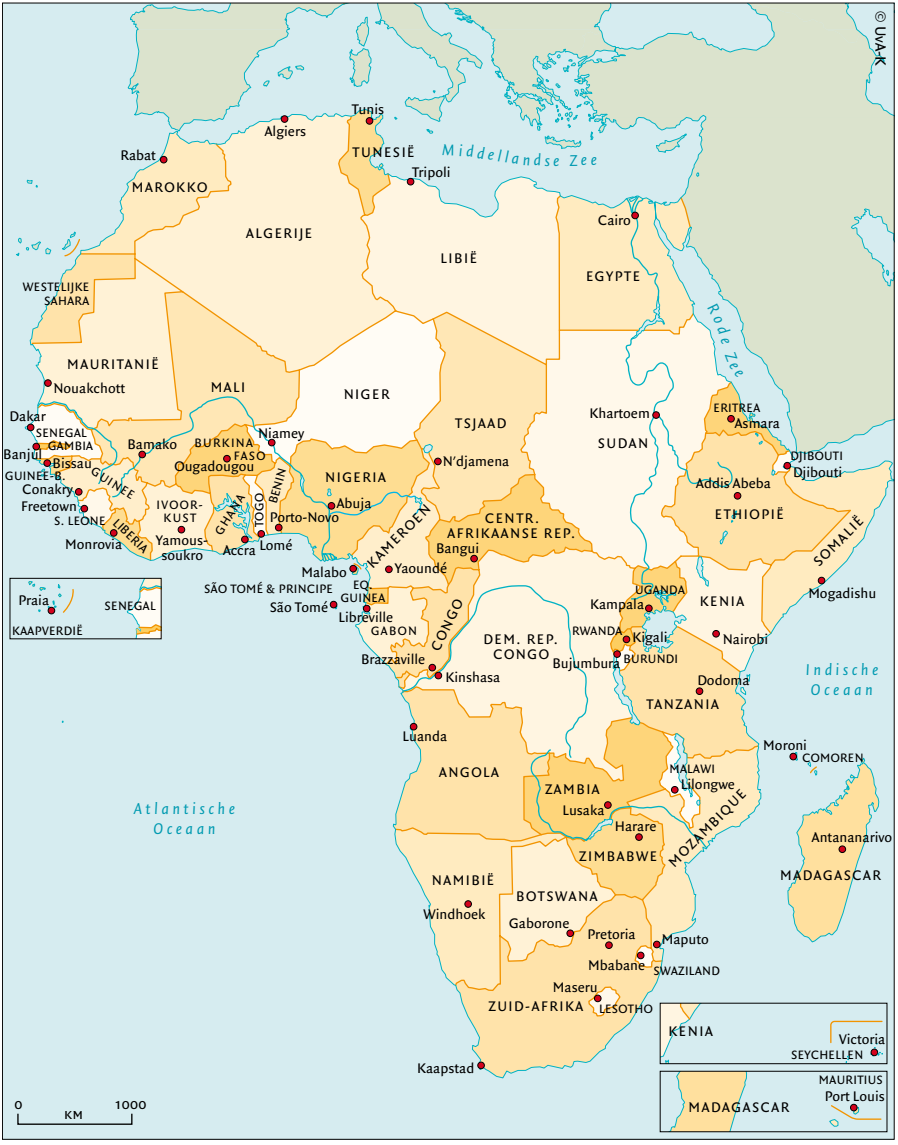 © UvA-K
Tunis
Algiers
TUNESIË
Middellandse Zee
Rabat
Tripoli
MAROKKO
Cairo
ALGERIJE
LIBIË
EGYPTE
WESTELIJKE
SAHARA
Rode Zee
MAURITANIË
Nouakchott
MALI
NIGER
TSJAAD
Khartoem
SUDAN
ERITREA
Asmara
Dakar
SENEGAL
GAMBIA
Banjul
Bissau
GUINEE-B.
GUINEE
Conakry
Freetown
S. LEONE
LIBERIA
Monrovia
Bamako
BURKINA
FASO
Ougadougou
Niamey
NIGERIA
N'djamena
DJIBOUTI
Djibouti
Addis Abeba
ETHIOPIË
SOMALIË
IVOOR-
KUST
Yamous-
soukro
GHANA
TOGO
BENIN
Accra
Lomé
Porto-Novo
Abuja
KAMEROEN
CENTR.
AFRIKAANSE REP.
Bangui
Yaoundé
Malabo
EQ.
GUINEA
SÃO TOMÉ & PRINCIPE
São Tomé
Libreville
GABON
CONGO
Brazzaville
Kinshasa
DEM. REP.
CONGO
UGANDA
Kampala
KENIA
Nairobi
Mogadishu
RWANDA
Kigali
Bujumbura
BURUNDI
Dodoma
TANZANIA
Indische
Oceaan
Praia
KAAPVERDIË
SENEGAL
Luanda
ANGOLA
ZAMBIA
Lusaka
MALAWI
Lilongwe
Moroni
COMOREN
Atlantische
Oceaan
Harare
ZIMBABWE
MOZAMBIQUE
Antananarivo
MADAGASCAR
NAMIBIË
Windhoek
BOTSWANA
Gaborone
Pretoria
Maputo
Mbabane
SWAZILAND
Maseru
LESOTHO
ZUID-AFRIKA
Kaapstad
KENIA
Victoria
SEYCHELLEN
MADAGASCAR
MAURITIUS
Port Louis
0
1000
KM